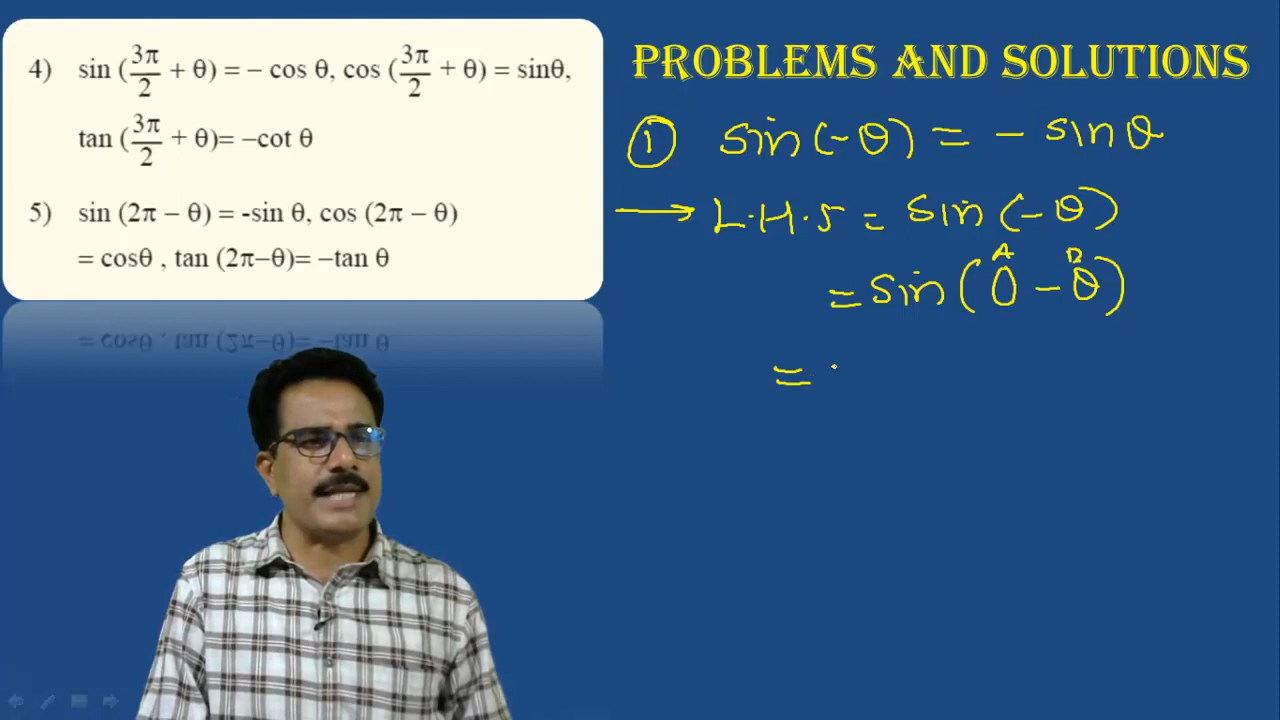 4) sin (3π/2 + θ) = – cos θ, cos (3π/2 + θ) = sinθ,
tan (3π/2 + θ)= –cot θ
5) sin (2π – θ) = -sin θ, cos (2π – θ)
= cosθ , tan (2π–θ)= –tan θ
PROBLEMS AND SOLUTIONS
① sin(-θ) = - sinθ
→ L.H.S = sin(-θ)
A B
= sin(0 - θ)
=